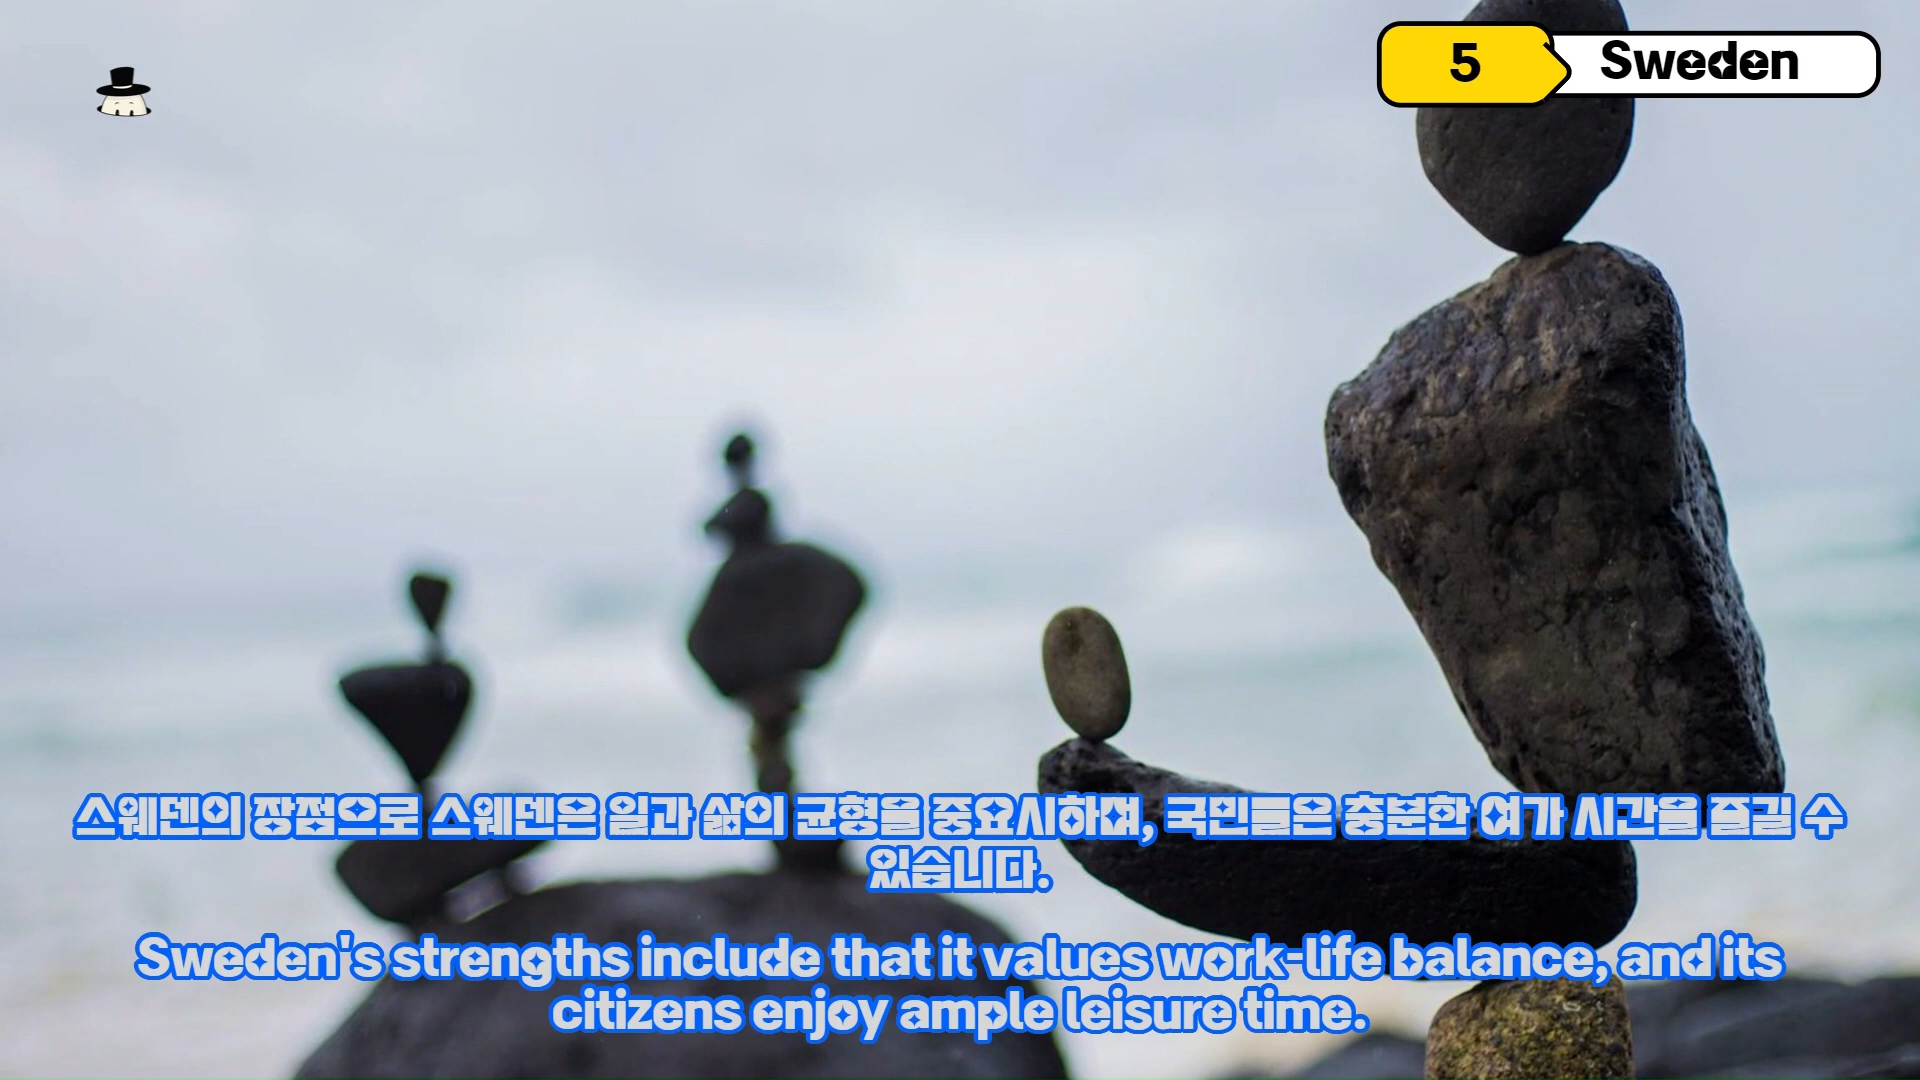 5
Sweden
스웨덴의 장점으로 스웨덴은 일과 삶의 균형을 중요시하며, 국민들은 충분한 여가 시간을 즐길 수
있습니다.
Sweden's strengths include that it values work-life balance, and its
citizens enjoy ample leisure time.